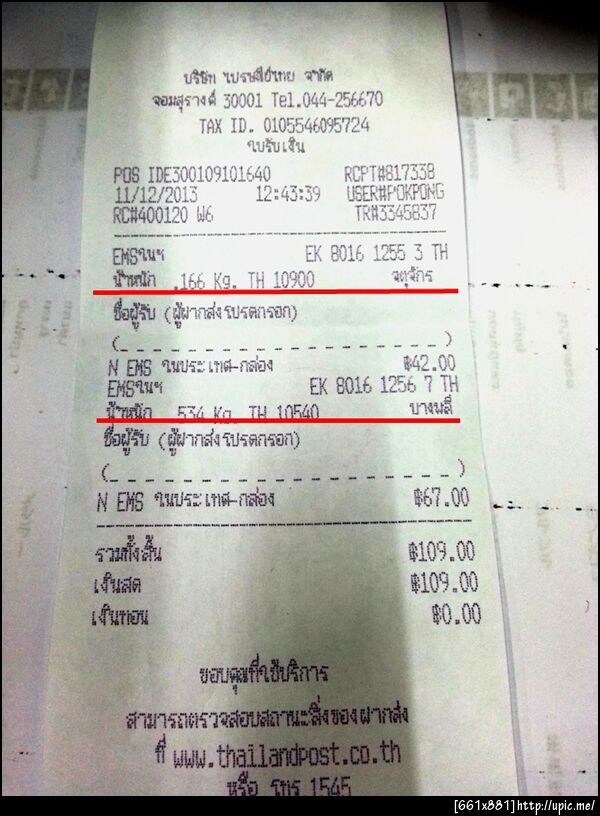 บริษัท ไปรษณีย์ไทย จำกัด
จอมสุรางค์ 30001 Tel.044-256670
TAX ID. 0105546095724
ใบรับเงิน
POS IDE300109101640 RCPT#817338
11/12/2013 12:43:39 USER#POKPONG
RC#400120 W6 TR#3345837
EMSในฯ EK 8016 1255 3 TH
น้ำหนัก .166 Kg. TH 10900 จตุจักร
ชื่อผู้รับ (ผู้ฝากส่งโปรดกรอก)
(_ _ _ _ _ _ _ _ _ _ _ _ _ _ _ _ _ _ _)
N EMS ในประเทศ-กล่อง ฿42.00
EMSในฯ EK 8016 1256 7 TH
น้ำหนัก .534 Kg. TH 10540 บางพลี
ชื่อผู้รับ (ผู้ฝากส่งโปรดกรอก)
(_ _ _ _ _ _ _ _ _ _ _ _ _ _ _ _ _ _ _)
N EMS ในประเทศ-กล่อง ฿67.00
รวมทั้งสิ้น ฿109.00
เงินสด ฿109.00
เงินทอน ฿0.00
ขอบคุณที่ใช้บริการ
สามารถตรวจสอบสถานะสิ่งของฝากส่ง
ที่ www.thailandpost.co.th
หรือ โทร 1545
[661x881]http://upic.me/